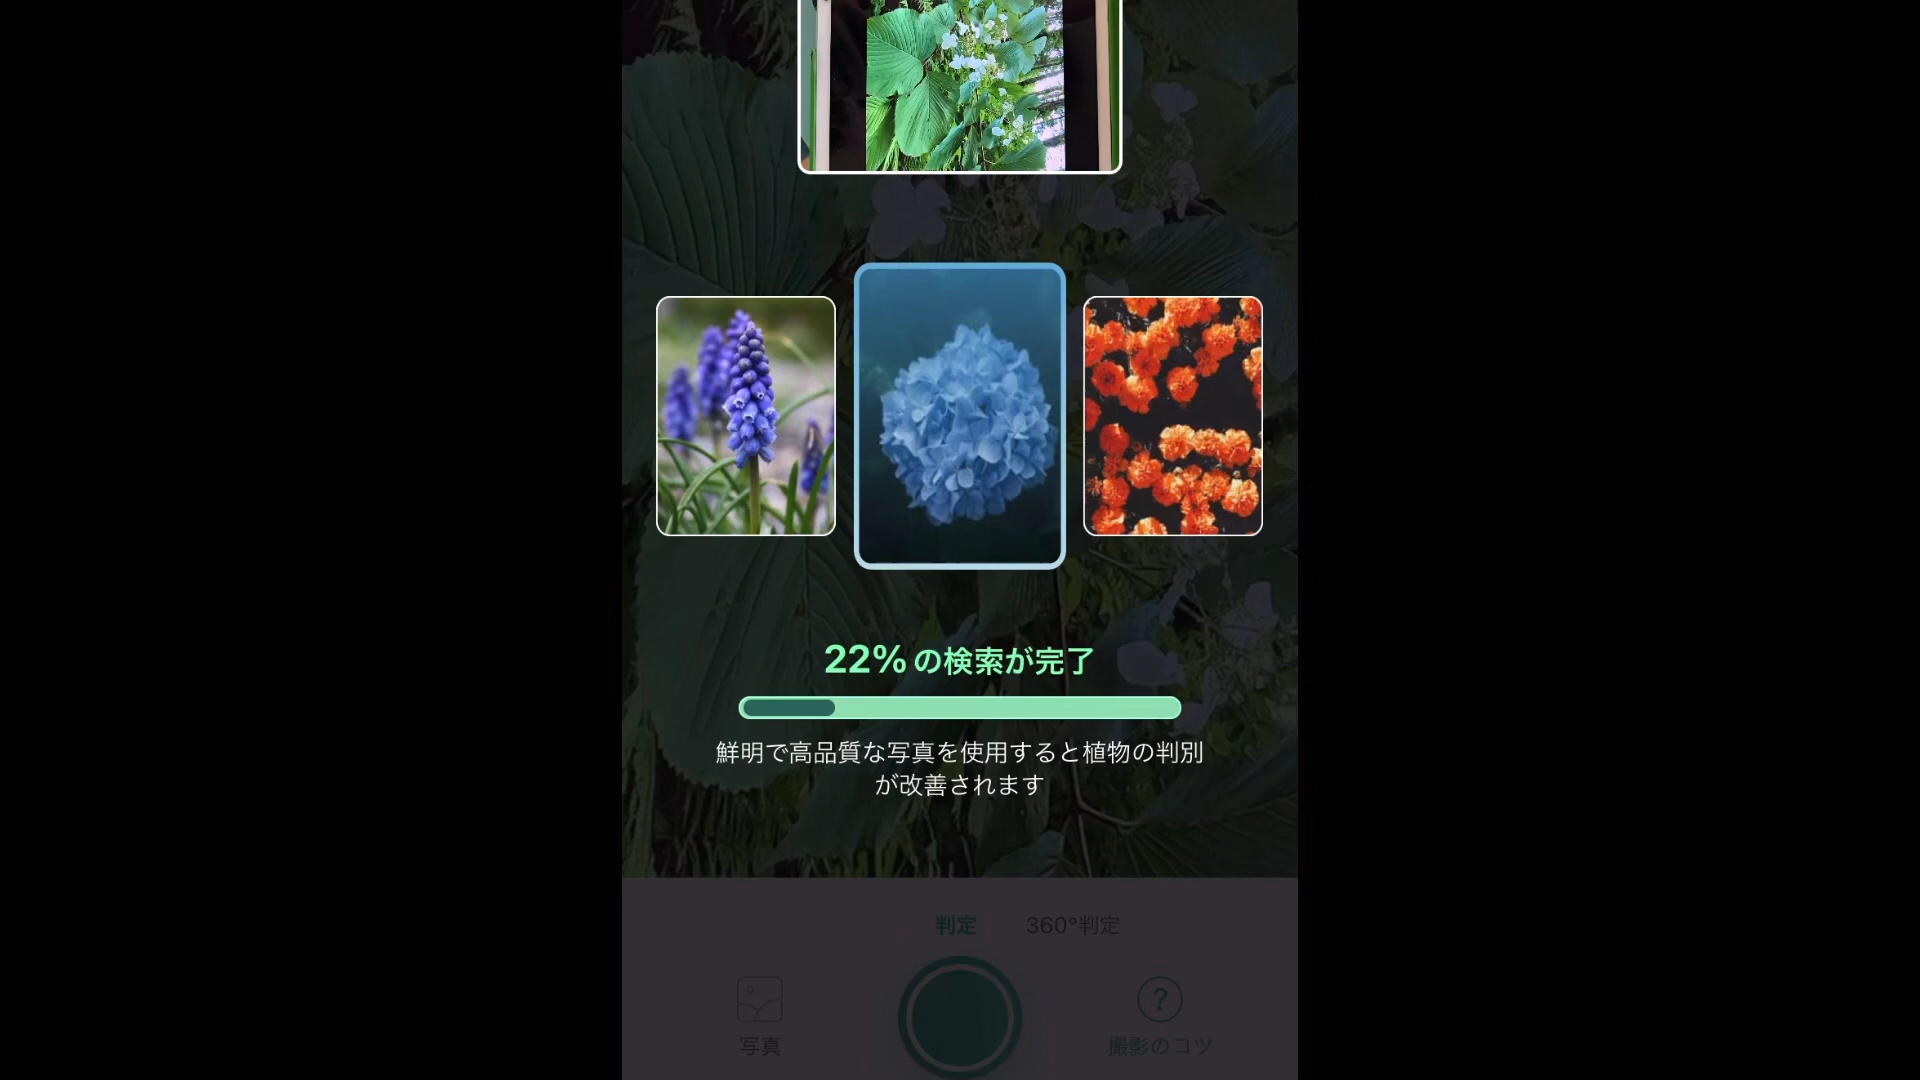 22%の検索が完了
鮮明で高品質な写真を使用すると植物の判別
が改善されます
判定 360°判定
写真 ? 撮影のコツ